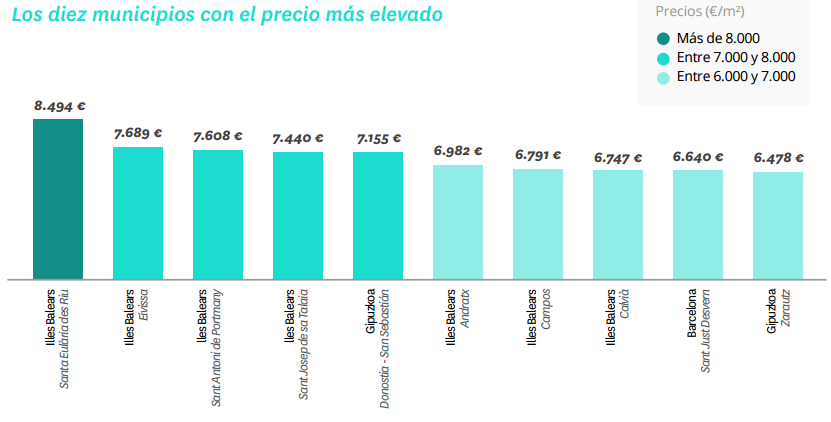 Los diez municipios con el precio más elevado
Precios (€/m²)
Más de 8.000
Entre 7.000 y 8.000
Entre 6.000 y 7.000
8.494 €
7.689 €
7.608 €
7.440 €
7.155 €
6.982 €
6.791 €
6.747 €
6.640 €
6.478 €
Illes Balears
Santa Eulària des Riu
Illes Balears
Eivissa
lles Balears
Sant Antoni de Portmany
lles Balears
Sant Josep de sa Talaia
Gipuzkoa
Donostia - San Sebastián
Illes Balears
Andratx
Illes Balears
Campos
Illes Balears
Calvià
Barcelona
Sant Just Desvern
Gipuzkoa
Zarautz